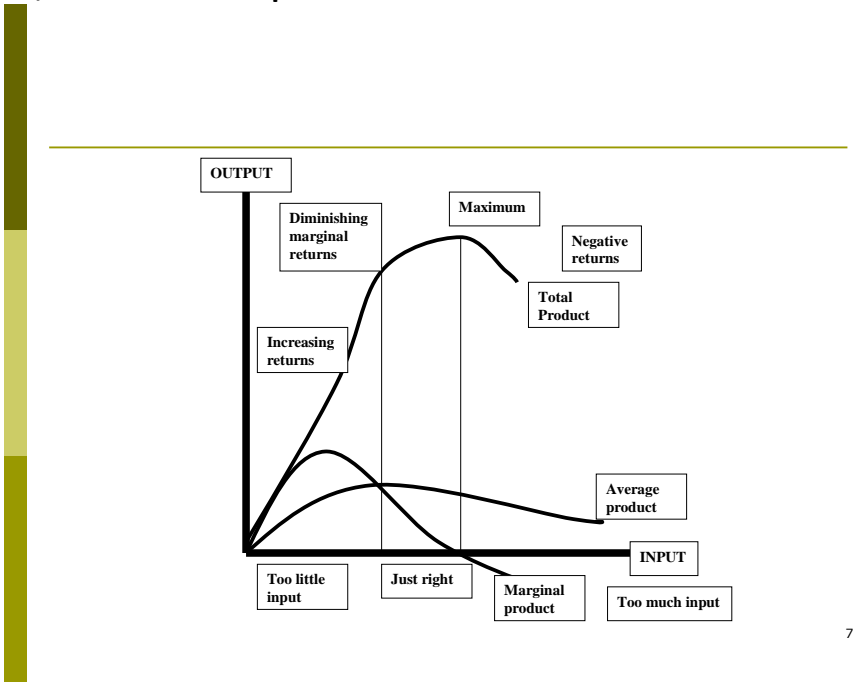 OUTPUT
Diminishing
marginal
returns
Maximum
Negative
returns
Total
Product
Increasing
returns
Average
product
INPUT
Too little
input
Just right
Marginal
product
Too much input
7